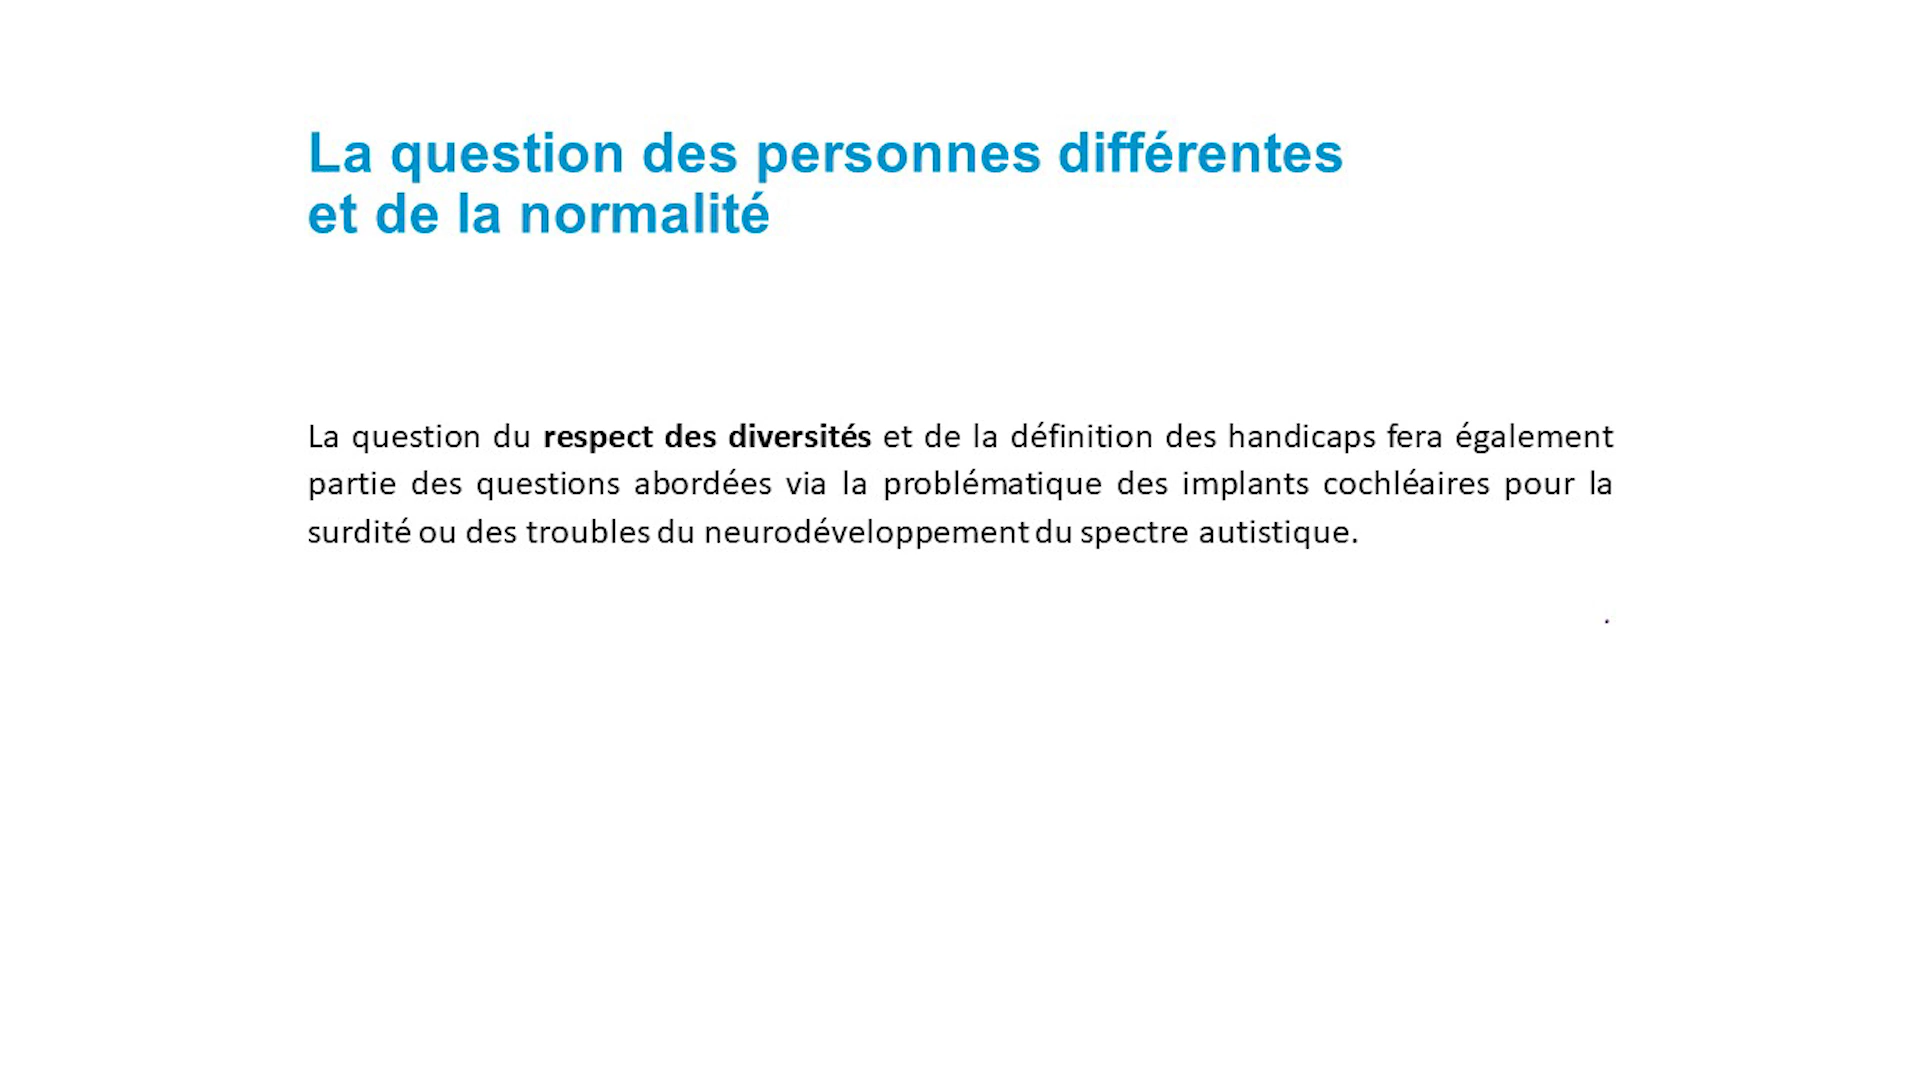 La question des personnes différentes
et de la normalité
La question du respect des diversités et de la définition des handicaps fera également
partie des questions abordées via la problématique des implants cochléaires pour la
surdité ou des troubles du neurodéveloppement du spectre autistique.
.